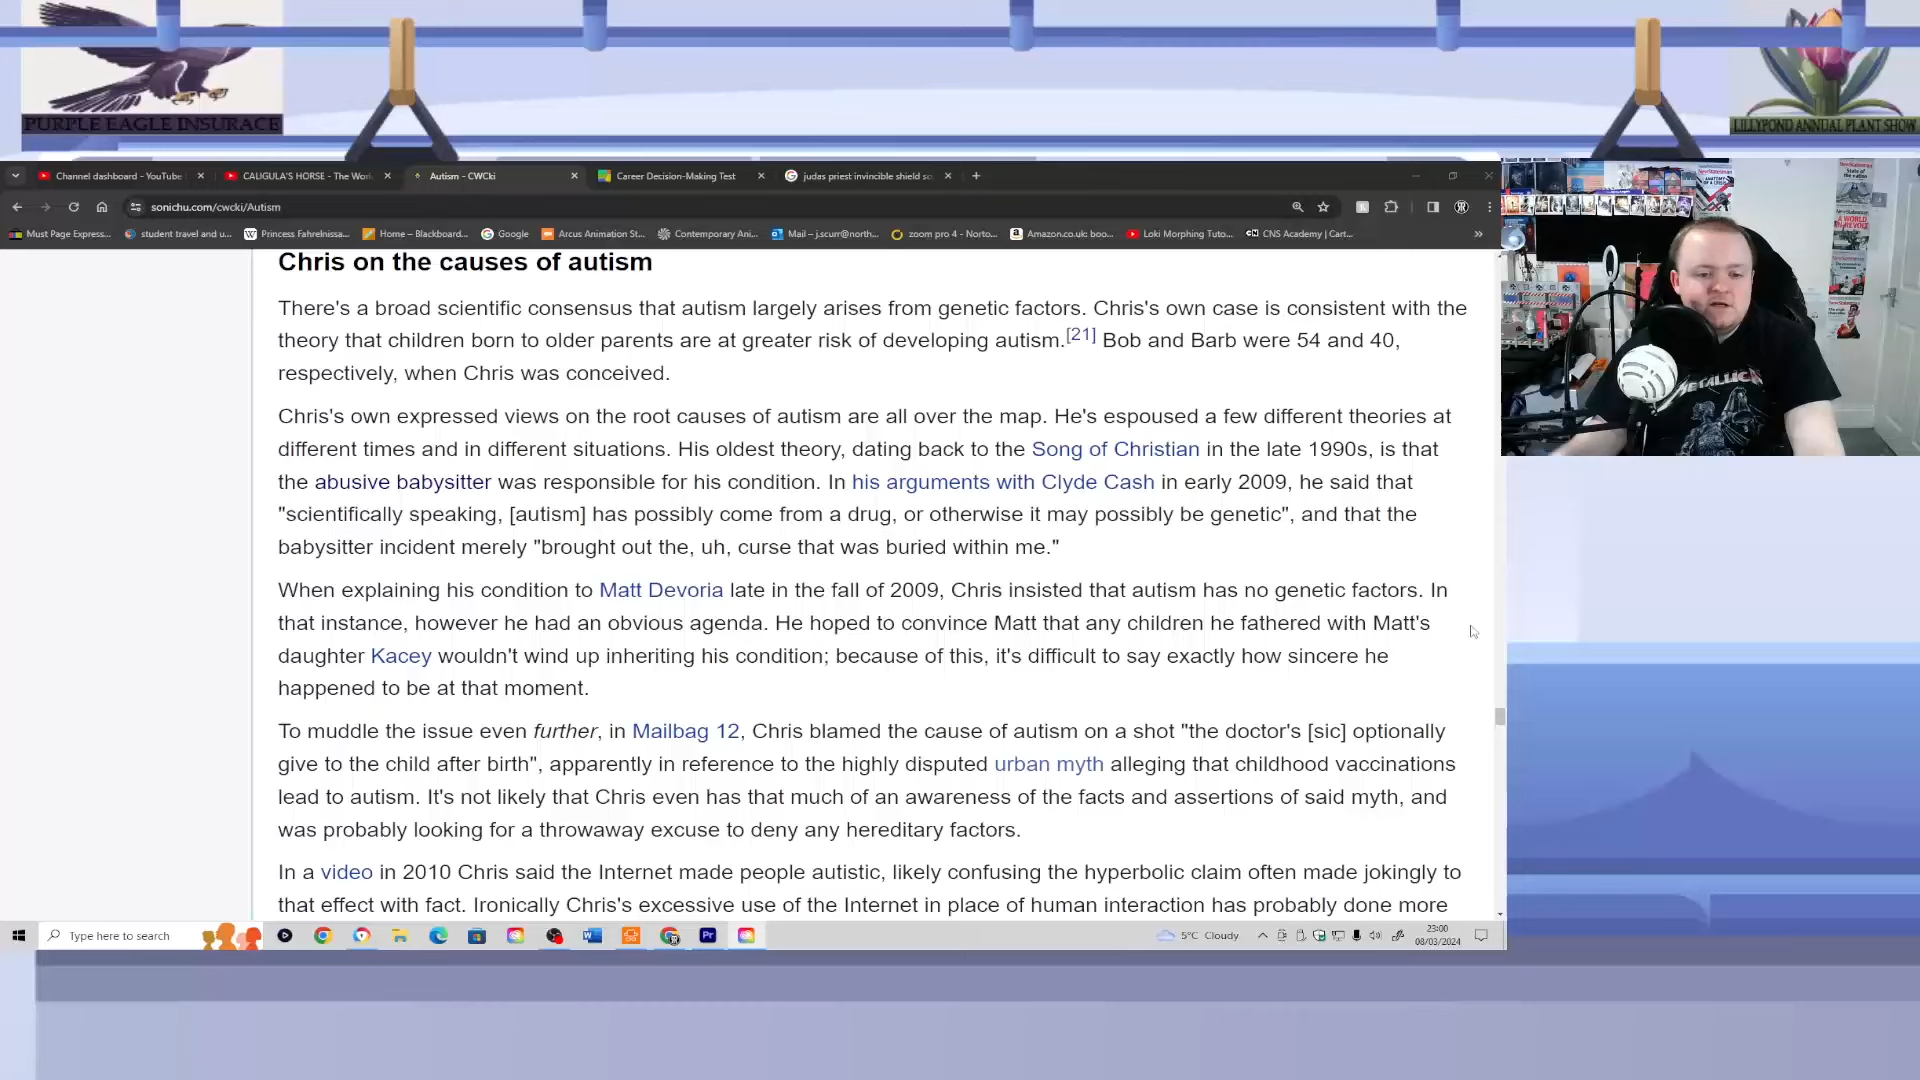 PURPLE EAGLE INSURACE
LILLYPOND ANNUAL PLANT SHOW
Channel dashboard - YouTube
CALIGULA'S HORSE - The Wor
Autism - CWCki
Career Decision-Making Test
judas priest invincible shield so
sonichu.com/cwcki/Autism
Must Page Express...
student travel and u...
Princess Fahrelnissa...
Home – Blackboard...
Google
Arcus Animation St...
Contemporary Ani...
Mail – j.scurr@north...
zoom pro 4 - Norto...
Amazon.co.uk: boo...
Loki Morphing Tuto...
CNS Academy | Cart...
»
Chris on the causes of autism
There's a broad scientific consensus that autism largely arises from genetic factors. Chris's own case is consistent with the
theory that children born to older parents are at greater risk of developing autism.[21] Bob and Barb were 54 and 40,
respectively, when Chris was conceived.
Chris's own expressed views on the root causes of autism are all over the map. He's espoused a few different theories at
different times and in different situations. His oldest theory, dating back to the Song of Christian in the late 1990s, is that
the abusive babysitter was responsible for his condition. In his arguments with Clyde Cash in early 2009, he said that
"scientifically speaking, [autism] has possibly come from a drug, or otherwise it may possibly be genetic", and that the
babysitter incident merely "brought out the, uh, curse that was buried within me."
When explaining his condition to Matt Devoria late in the fall of 2009, Chris insisted that autism has no genetic factors. In
that instance, however he had an obvious agenda. He hoped to convince Matt that any children he fathered with Matt's
daughter Kacey wouldn't wind up inheriting his condition; because of this, it's difficult to say exactly how sincere he
happened to be at that moment.
To muddle the issue even further, in Mailbag 12, Chris blamed the cause of autism on a shot "the doctor's [sic] optionally
give to the child after birth", apparently in reference to the highly disputed urban myth alleging that childhood vaccinations
lead to autism. It's not likely that Chris even has that much of an awareness of the facts and assertions of said myth, and
was probably looking for a throwaway excuse to deny any hereditary factors.
In a video in 2010 Chris said the Internet made people autistic, likely confusing the hyperbolic claim often made jokingly to
that effect with fact. Ironically Chris's excessive use of the Internet in place of human interaction has probably done more
Type here to search
5°C Cloudy
23:00
08/03/2024
NewStatesman
NewStatesman
State of the nation
A WORLD IN REVOLT
METALLICA